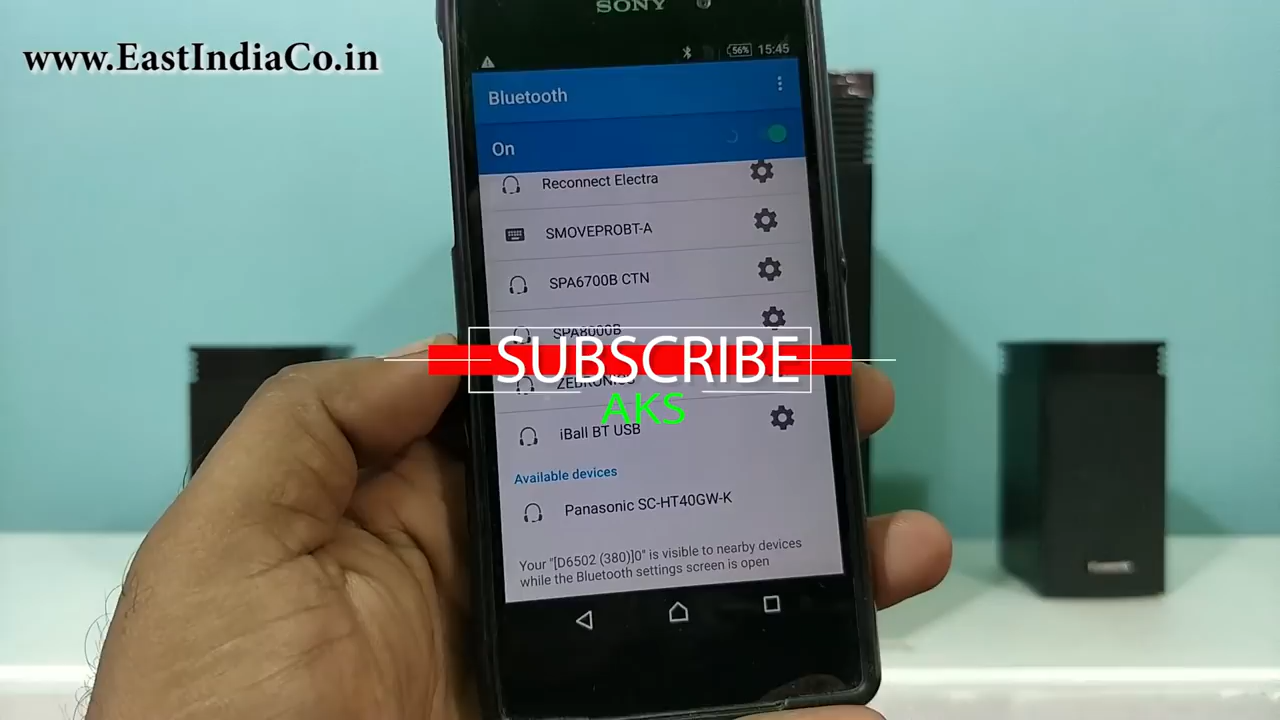 SONY
www.EastIndiaCo.in
56% 15:45
Bluetooth
On
Reconnect Electra
SMOVEPROBT-A
SPA6700B CTN
SPA8000B
SUBSCRIBE
ZEBRONICS
AKS
iBall BT USB
Available devices
Panasonic SC-HT40GW-K
Your "[D6502 (380)]0" is visible to nearby devices
while the Bluetooth settings screen is open